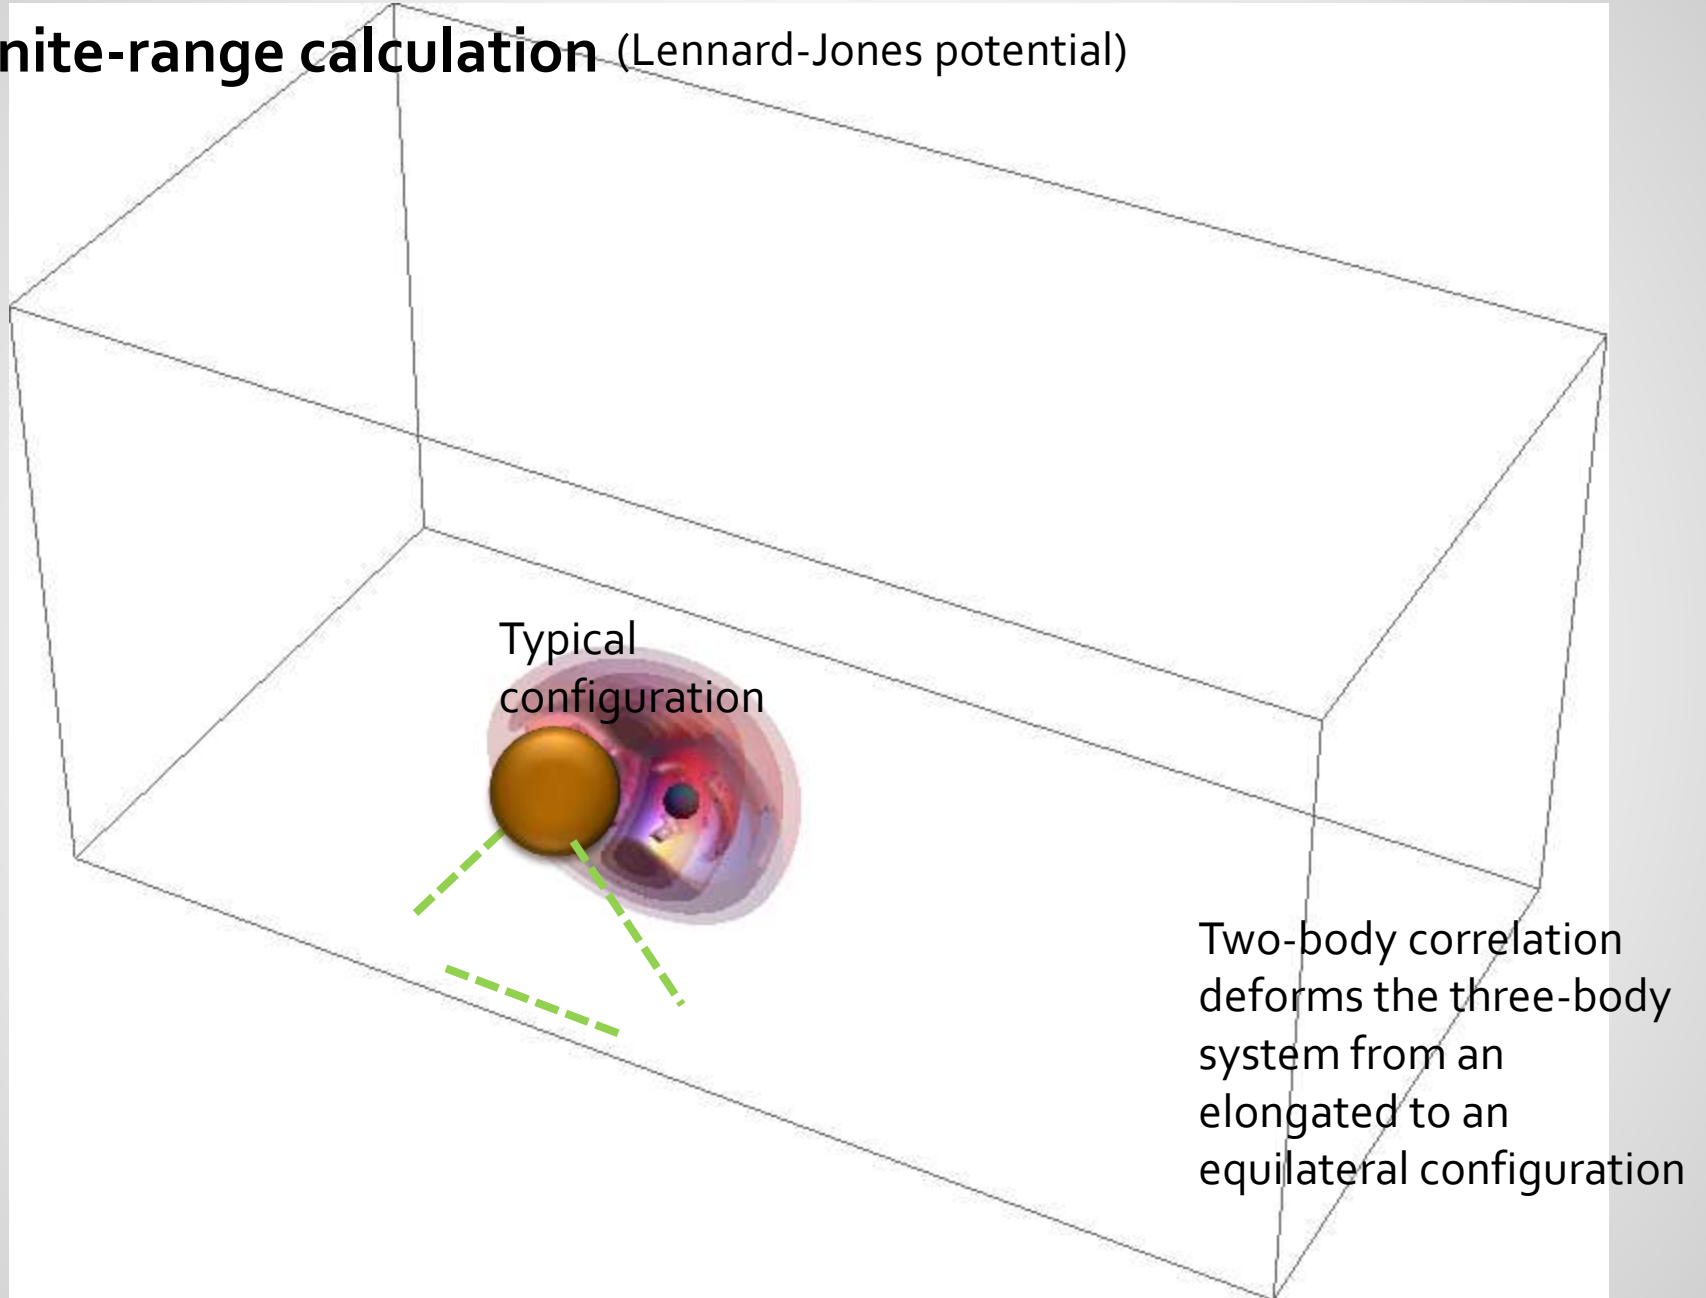 nite-range calculation (Lennard-Jones potential)
Typical
configuration
Two-body correlation
deforms the three-body
system from an
elongated to an
equilateral configuration